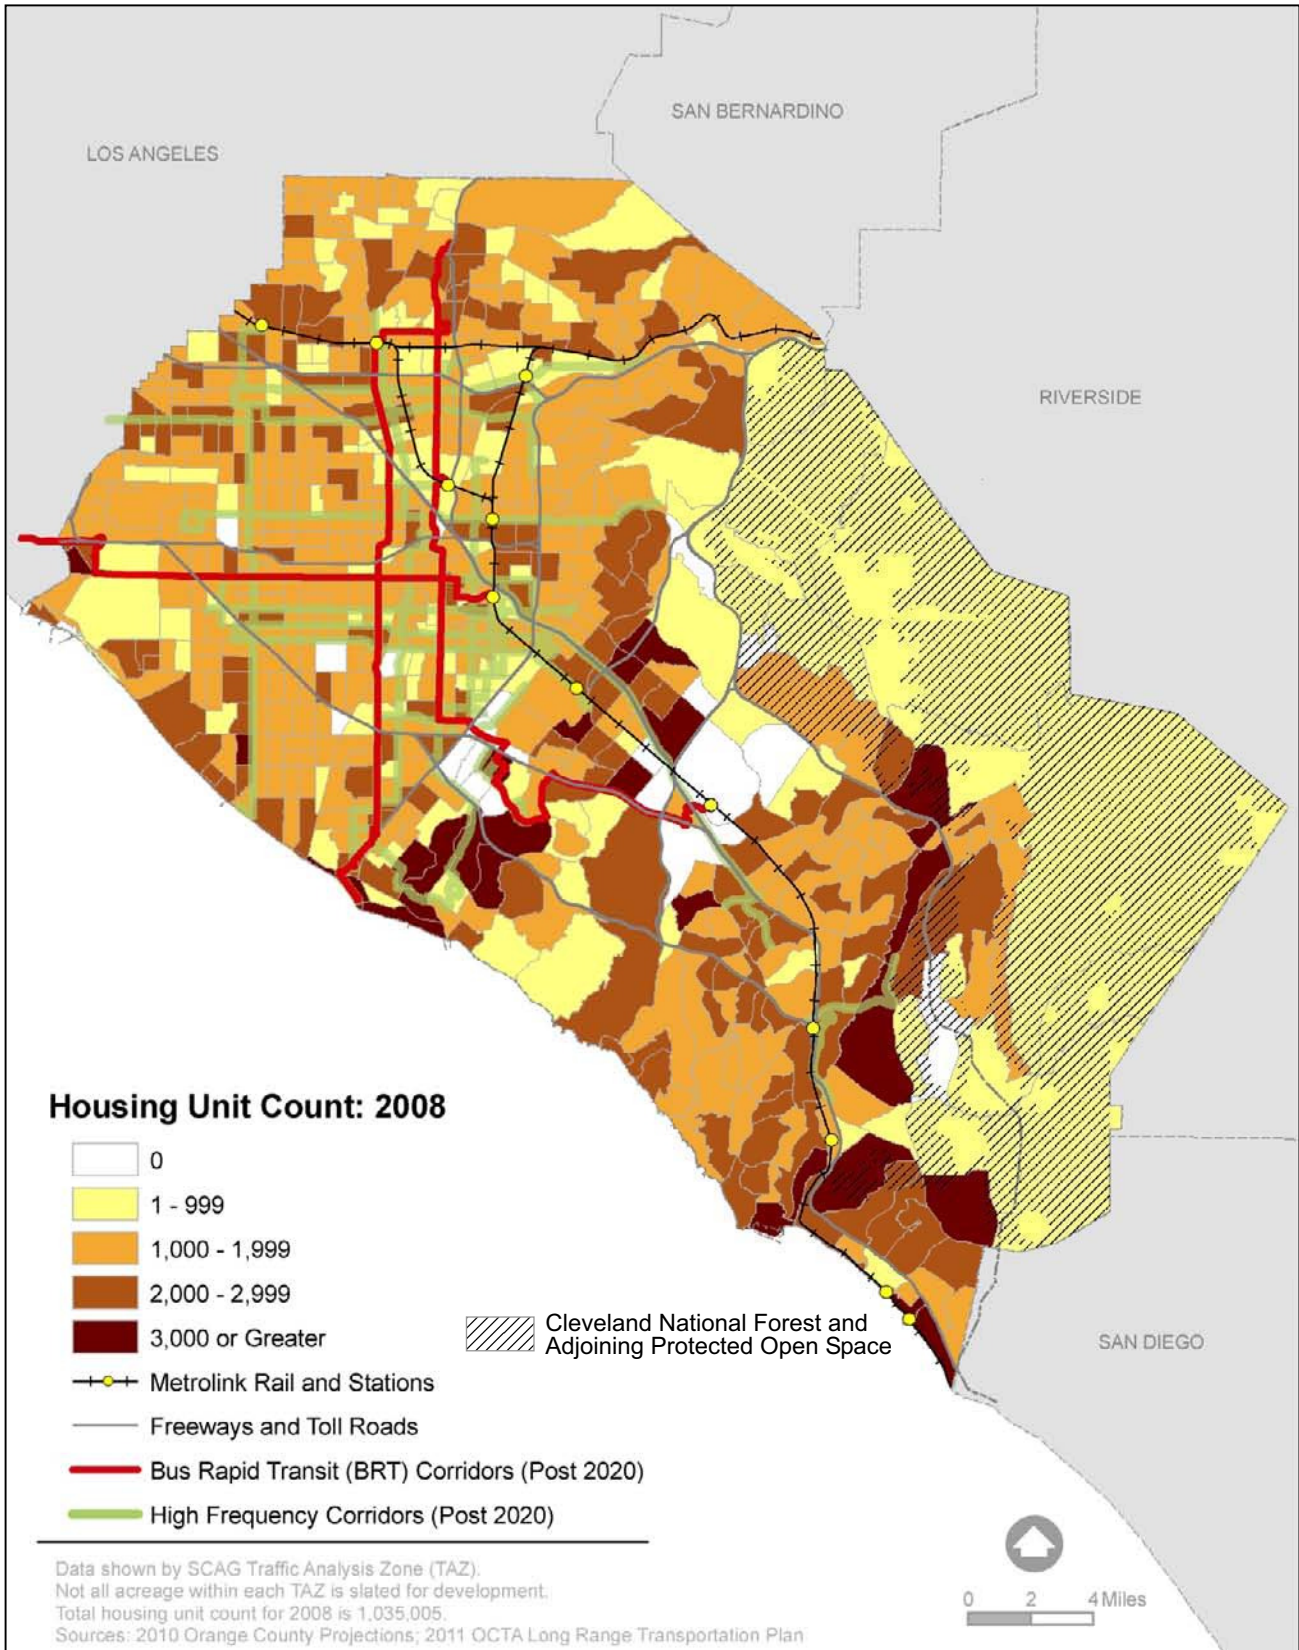 SAN BERNARDINO
LOS ANGELES
RIVERSIDE
Housing Unit Count: 2008
0
1 - 999
1,000 - 1,999
2,000 - 2,999
3,000 or Greater
Cleveland National Forest and
Adjoining Protected Open Space
SAN DIEGO
Metrolink Rail and Stations
Freeways and Toll Roads
Bus Rapid Transit (BRT) Corridors (Post 2020)
High Frequency Corridors (Post 2020)
Data shown by SCAG Traffic Analysis Zone (TAZ).
Not all acreage within each TAZ is slated for development.
Total housing unit count for 2008 is 1,035,005.
Sources: 2010 Orange County Projections; 2011 OCTA Long Range Transportation Plan
0 2 4 Miles